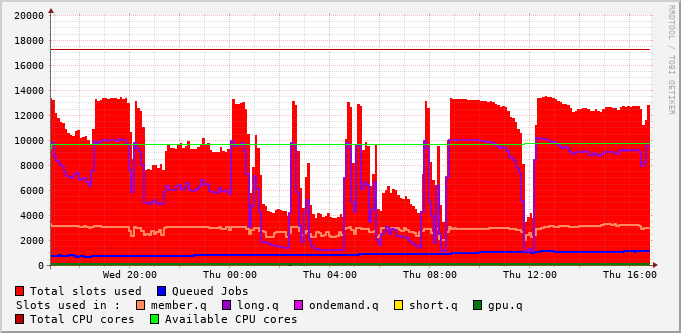 20000
18000
16000
14000
12000
10000
8000
6000
4000
2000
0
Wed 20:00 Thu 00:00 Thu 04:00 Thu 08:00 Thu 12:00 Thu 16:00
RRDTOOL / TOBI OETIKER
Total slots used Queued Jobs
Slots used in : member.q long.q ondemand.q short.q gpu.q
Total CPU cores Available CPU cores